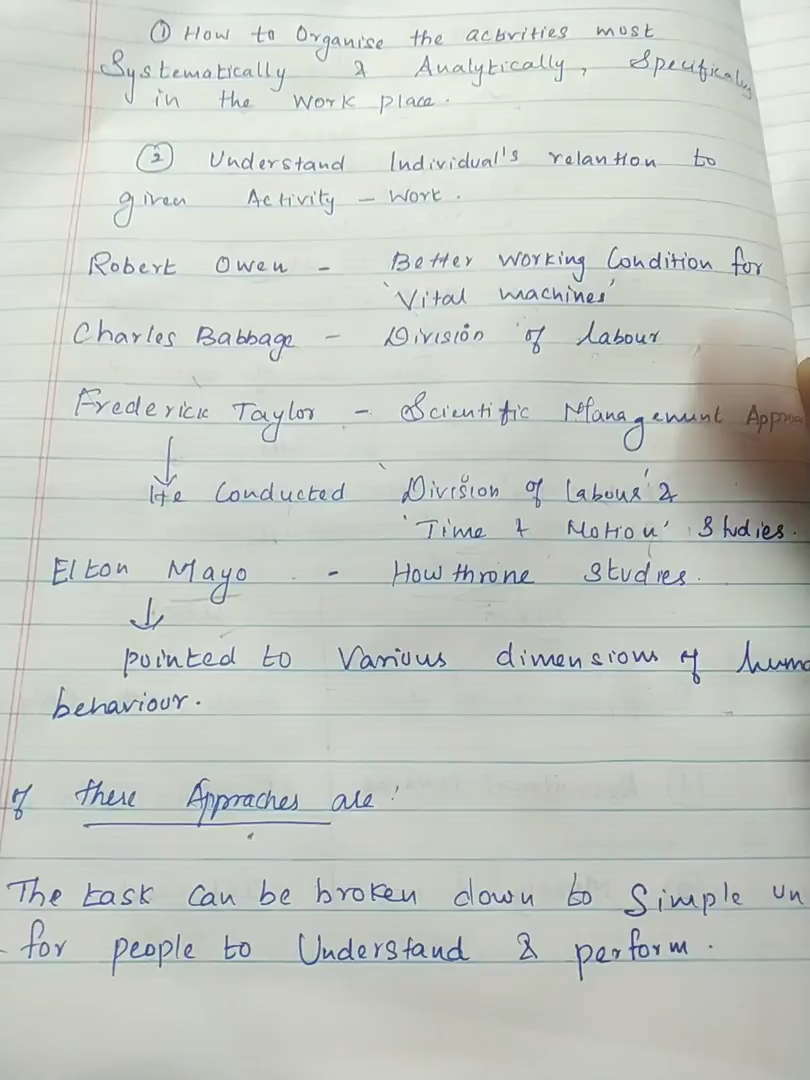 ① How to Organise the activities most
Systematically & Analytically, Specifically
in the work place.
② Understand Individual's relantion to
given Activity - Work.
Robert Owen - Better Working Condition for
'Vital machines'
Charles Babbage - Division of labour
Frederick Taylor - Scientific Management
He Conducted Division of labour &
'Time & Motion' Studies.
Elton Mayo - Howthrone Studies.
pointed to Various dimensions of
behaviour.
of these Appraches are:
The task can be broken down to Simple
for people to Understand & perform.